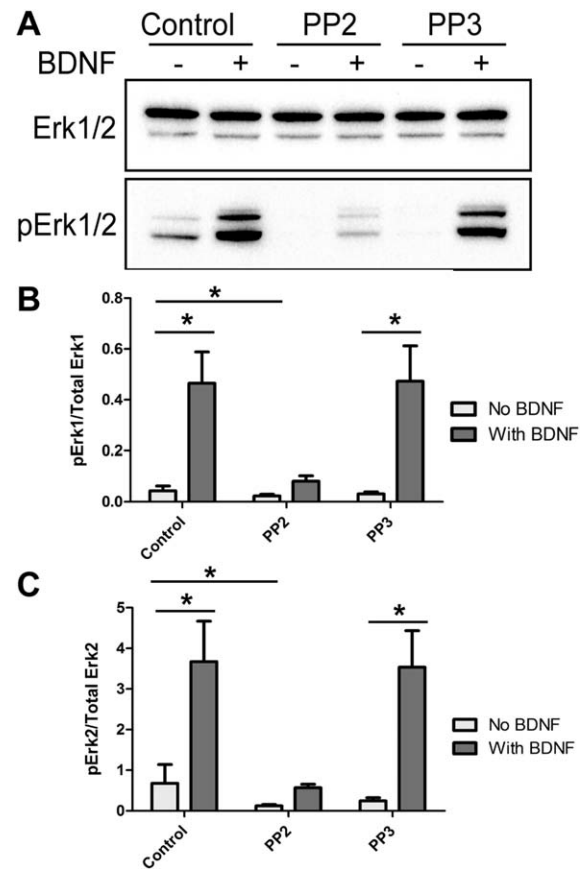 A
Control PP2 PP3
BDNF - + - + - +
Erk1/2
pErk1/2
B
* * *
pErk1/Total Erk1
0.8
0.6
0.4
0.2
0.0
Control PP2 PP3
No BDNF
With BDNF
C
* * *
pErk2/Total Erk2
5
4
3
2
1
0
Control PP2 PP3
No BDNF
With BDNF